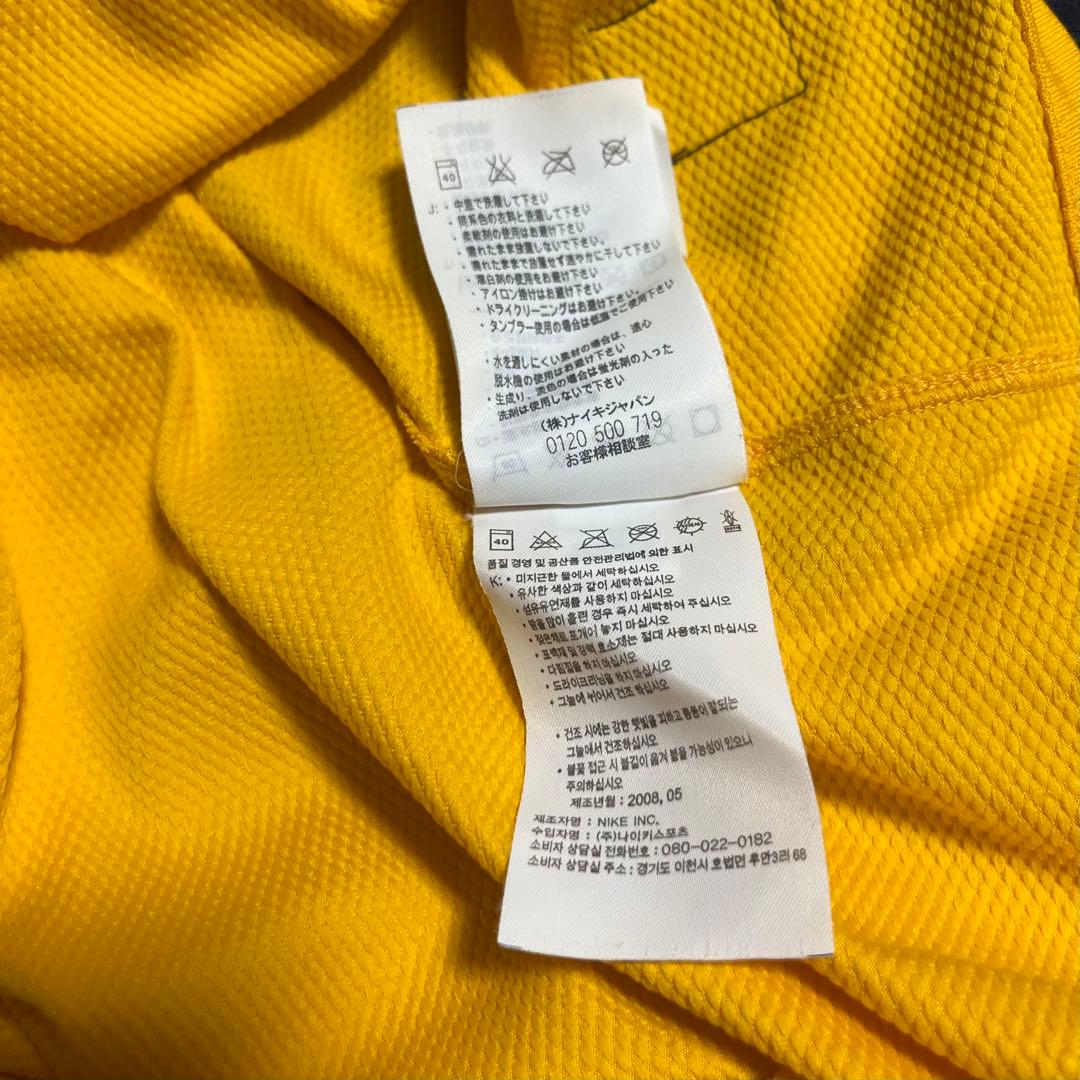 40
J: ・中温で洗濯して下さい
・同系色の衣料と洗濯して下さい
・柔軟剤の使用はお避け下さい
・濡れたまま放置しないで下さい。
・濡れたままで放置せず速やかに干して下さい
・漂白剤の使用をお避け下さい
・アイロン掛けはお避け下さい
・ドライクリーニングはお避け下さい。
・タンブラー使用の場合は低温でご使用下さい
・水を通しにくい素材の場合は、遠心
脱水機の使用はお避け下さい
・生成り、淡色の場合は蛍光剤の入った
洗剤は使用しないで下さい
(株)ナイキジャパン
0120 500 719
お客様相談室
40
품질 경영 및 공산품 안전관리법에 의한 표시
K: • 미지근한 물에서 세탁하십시오
• 유사한 색상과 같이 세탁하십시오
• 섬유유연제를 사용하지 마십시오
• 땀을 많이 흘린 경우 즉시 세탁하여 주십시오
• 젖은채로 포개어 놓지 마십시오
• 표백제 및 강력 효소제는 절대 사용하지 마십시오
• 다림질을 하지 마십시오
• 드라이크리닝을 하지 마십시오
• 그늘에 뉘어서 건조 하십시오
• 건조 시에는 강한 햇빛을 피하고 통풍이 잘되는
그늘에서 건조하십시오
• 불꽃 접근 시 불길이 옮겨 붙을 가능성이 있으니
주의하십시오
제조년월 : 2008, 05
제조자명 : NIKE INC.
수입자명 : (주)나이키스포츠
소비자 상담실 전화번호 : 080-022-0182
소비자 상담실 주소 : 경기도 이천시 호법면 후안3리 68